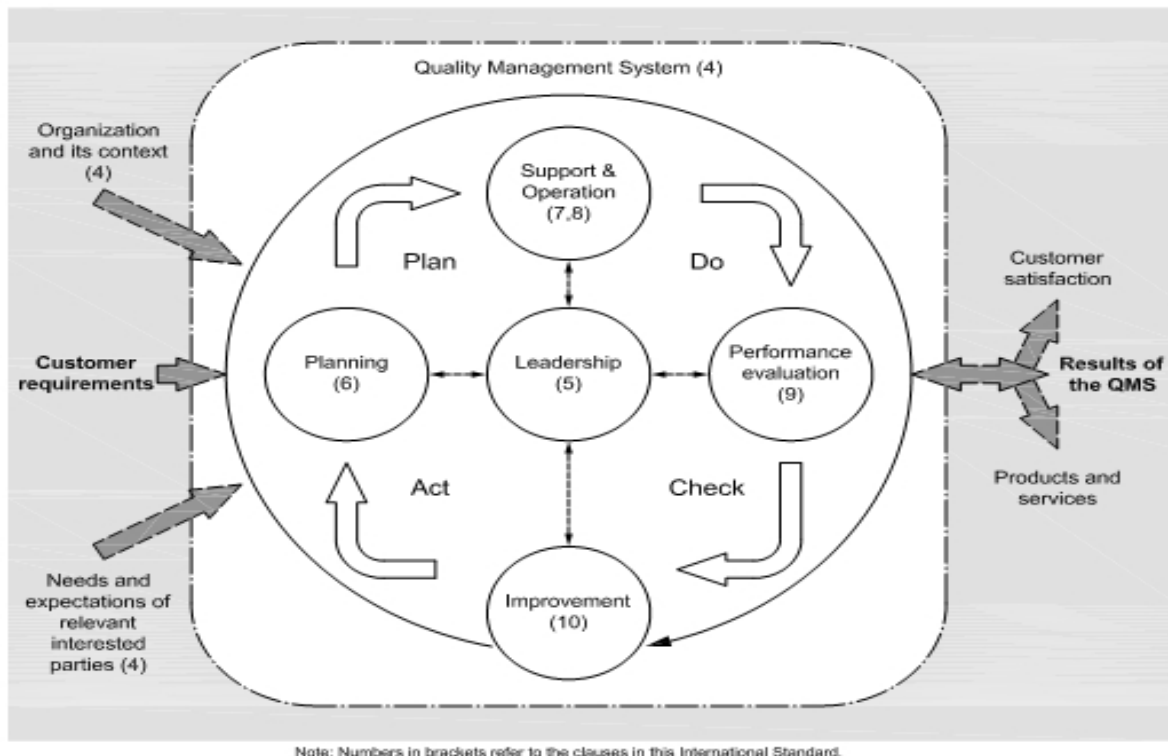 Quality Management System (4)
Organization
and its context
(4)
Support &
Operation
(7,8)
Plan
Do
Customer
satisfaction
Customer
requirements
Planning
(6)
Leadership
(5)
Performance
evaluation
(9)
Results of
the QMS
Act
Check
Products and
services
Needs and
expectations of
relevant
interested
parties (4)
Improvement
(10)
Note: Numbers in brackets refer to the clauses in this International Standard.